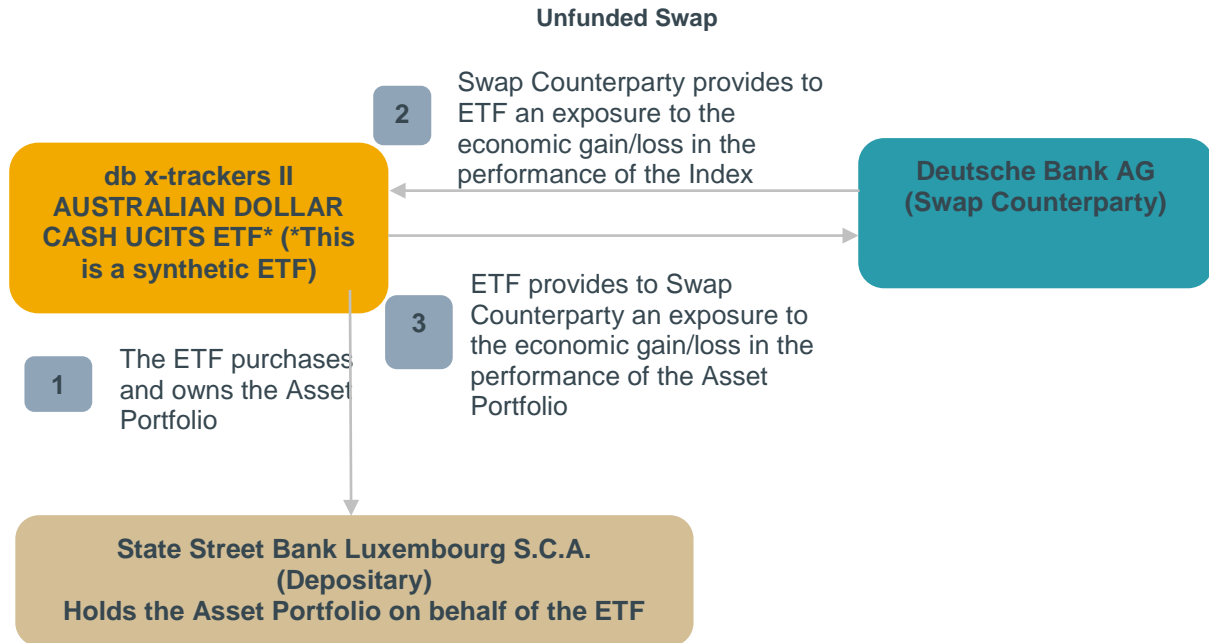 Unfunded Swap
2
Swap Counterparty provides to
ETF an exposure to the
economic gain/loss in the
performance of the Index
db x-trackers II
AUSTRALIAN DOLLAR
CASH UCITS ETF* (*This
is a synthetic ETF)
Deutsche Bank AG
(Swap Counterparty)
3
ETF provides to Swap
Counterparty an exposure to
the economic gain/loss in the
performance of the Asset
Portfolio
1
The ETF purchases
and owns the Asset
Portfolio
State Street Bank Luxembourg S.C.A.
(Depositary)
Holds the Asset Portfolio on behalf of the ETF